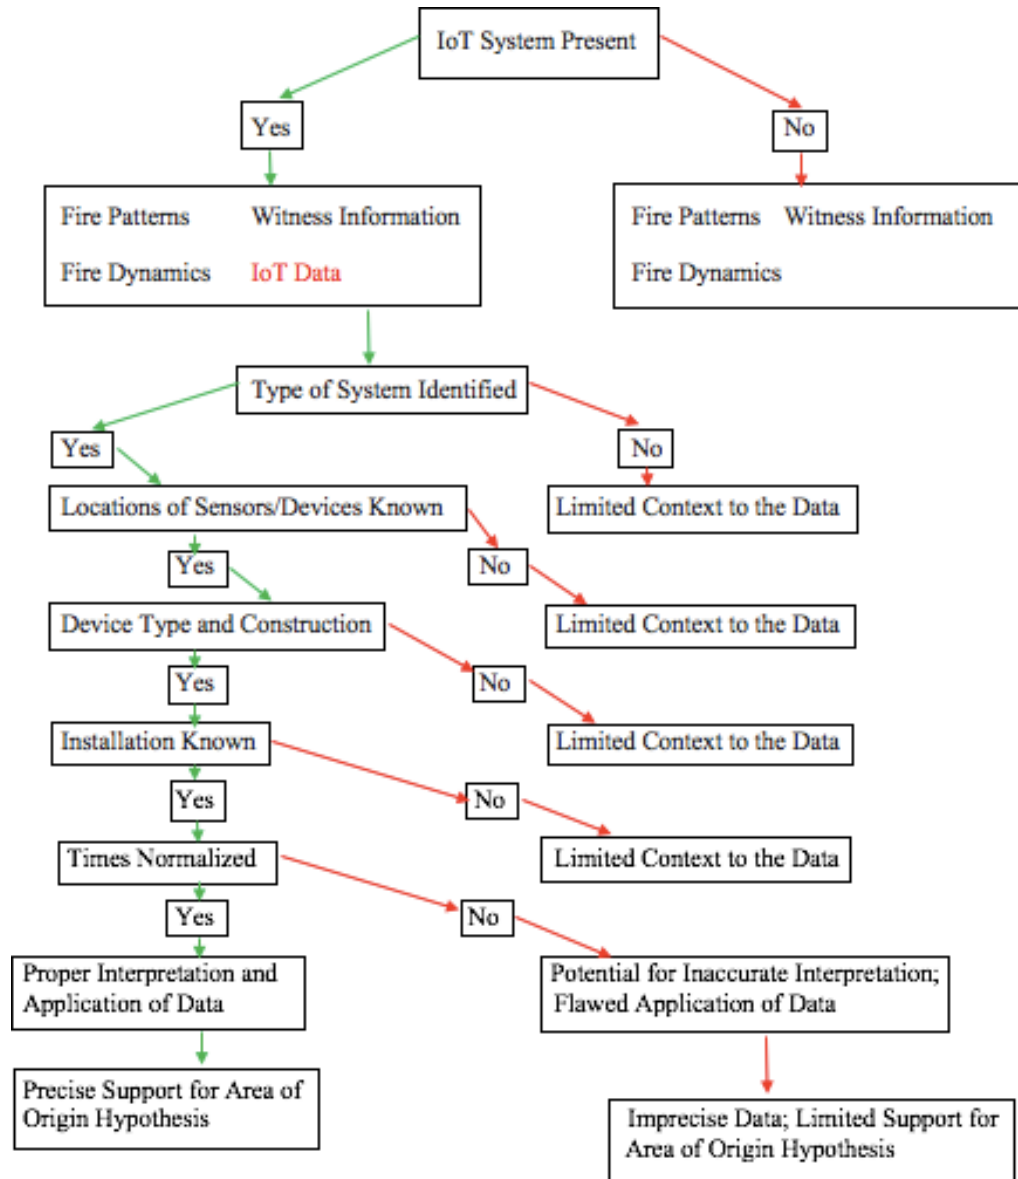 IoT System Present
Yes
No
Fire Patterns Witness Information
Fire Dynamics IoT Data
Fire Patterns Witness Information
Fire Dynamics
Type of System Identified
Yes
No
Locations of Sensors/Devices Known
Limited Context to the Data
Yes
No
Device Type and Construction
Limited Context to the Data
Yes
No
Installation Known
Limited Context to the Data
Yes
No
Times Normalized
Limited Context to the Data
Yes
No
Proper Interpretation and
Application of Data
Potential for Inaccurate Interpretation;
Flawed Application of Data
Precise Support for Area of
Origin Hypothesis
Imprecise Data; Limited Support for
Area of Origin Hypothesis